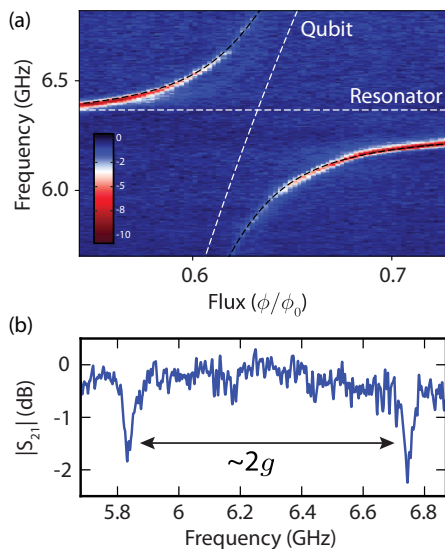 (a)
Qubit
Resonator
Frequency (GHz)
6.5
6.0
0
-2
-5
-8
-10
0.6
0.7
Flux (ϕ/ϕ₀)
(b)
|S₂₁| (dB)
0
-1
-2
~2g
5.8
6
6.2
6.4
6.6
6.8
Frequency (GHz)